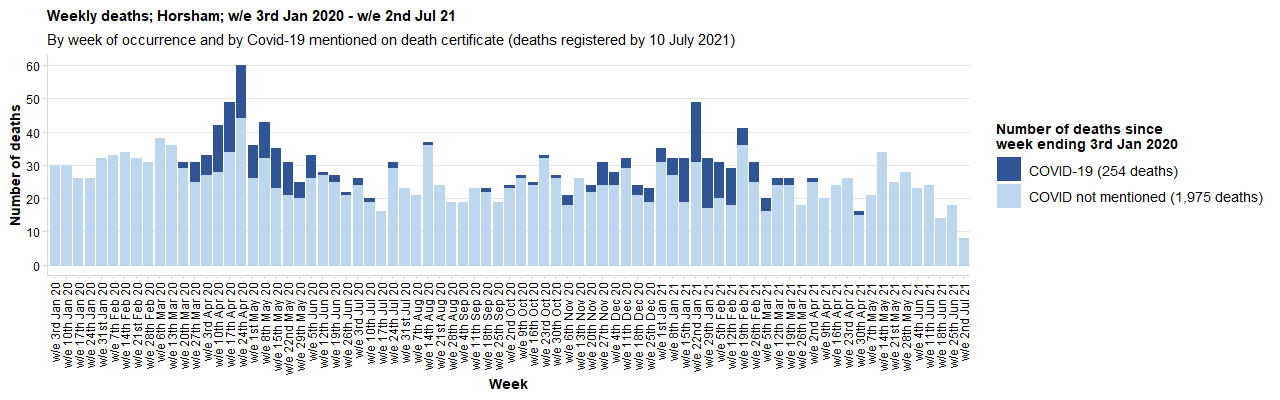 Weekly deaths; Horsham; w/e 3rd Jan 2020 - w/e 2nd Jul 21
By week of occurrence and by Covid-19 mentioned on death certificate (deaths registered by 10 July 2021)
Number of deaths
60
50
40
30
20
10
0
w/e 3rd Jan 20
w/e 10th Jan 20
w/e 17th Jan 20
w/e 24th Jan 20
w/e 31st Jan 20
w/e 7th Feb 20
w/e 14th Feb 20
w/e 21st Feb 20
w/e 28th Feb 20
w/e 6th Mar 20
w/e 13th Mar 20
w/e 20th Mar 20
w/e 27th Mar 20
w/e 3rd Apr 20
w/e 10th Apr 20
w/e 17th Apr 20
w/e 24th Apr 20
w/e 1st May 20
w/e 8th May 20
w/e 15th May 20
w/e 22nd May 20
w/e 29th May 20
w/e 5th Jun 20
w/e 12th Jun 20
w/e 19th Jun 20
w/e 26th Jun 20
w/e 3rd Jul 20
w/e 10th Jul 20
w/e 17th Jul 20
w/e 24th Jul 20
w/e 31st Jul 20
w/e 7th Aug 20
w/e 14th Aug 20
w/e 21st Aug 20
w/e 28th Aug 20
w/e 4th Sep 20
w/e 11th Sep 20
w/e 18th Sep 20
w/e 25th Sep 20
w/e 2nd Oct 20
w/e 9th Oct 20
w/e 16th Oct 20
w/e 23rd Oct 20
w/e 30th Oct 20
w/e 6th Nov 20
w/e 13th Nov 20
w/e 20th Nov 20
w/e 27th Nov 20
w/e 4th Dec 20
w/e 11th Dec 20
w/e 18th Dec 20
w/e 25th Dec 20
w/e 1st Jan 21
w/e 8th Jan 21
w/e 15th Jan 21
w/e 22nd Jan 21
w/e 29th Jan 21
w/e 5th Feb 21
w/e 12th Feb 21
w/e 19th Feb 21
w/e 26th Feb 21
w/e 5th Mar 21
w/e 12th Mar 21
w/e 19th Mar 21
w/e 26th Mar 21
w/e 2nd Apr 21
w/e 9th Apr 21
w/e 16th Apr 21
w/e 23rd Apr 21
w/e 30th Apr 21
w/e 7th May 21
w/e 14th May 21
w/e 21st May 21
w/e 28th May 21
w/e 4th Jun 21
w/e 11th Jun 21
w/e 18th Jun 21
w/e 25th Jun 21
w/e 2nd Jul 21
Week
Number of deaths since
week ending 3rd Jan 2020
COVID-19 (254 deaths)
COVID not mentioned (1,975 deaths)